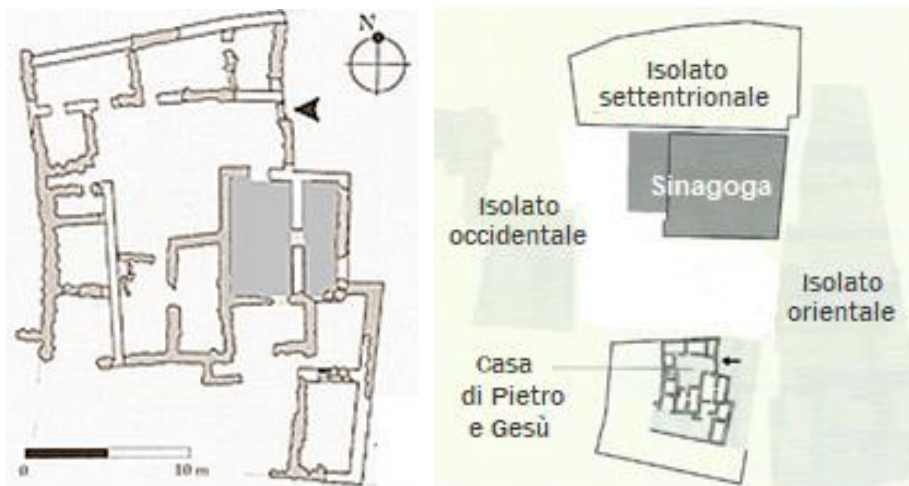 N
0
10 m
Isolato
settentrionale
Sinagoga
Isolato
occidentale
Isolato
orientale
Casa
di Pietro
e Gesù